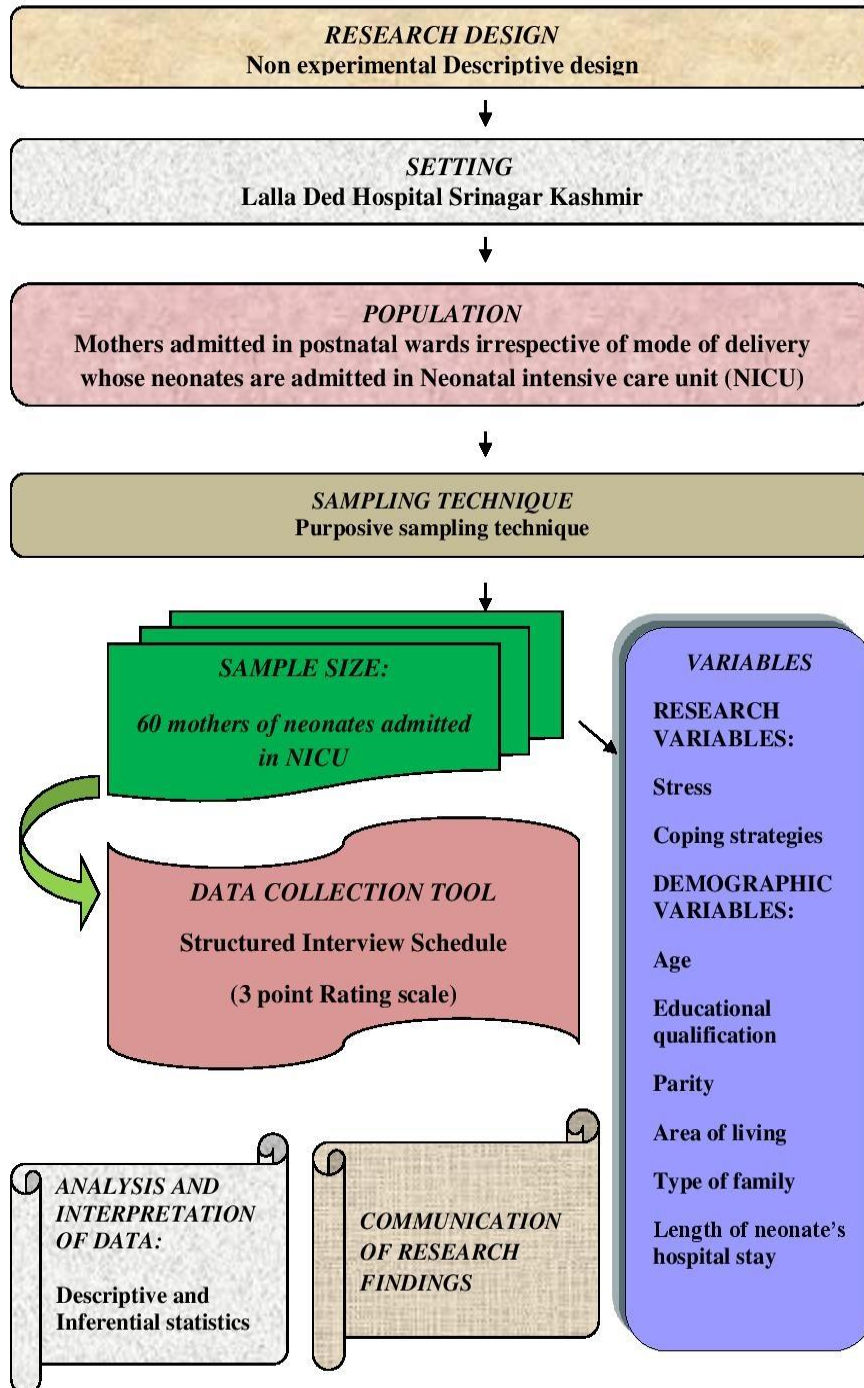 RESEARCH DESIGN
Non experimental Descriptive design
SETTING
Lalla Ded Hospital Srinagar Kashmir
POPULATION
Mothers admitted in postnatal wards irrespective of mode of delivery
whose neonates are admitted in Neonatal intensive care unit (NICU)
SAMPLING TECHNIQUE
Purposive sampling technique
SAMPLE SIZE:
60 mothers of neonates admitted
in NICU
DATA COLLECTION TOOL
Structured Interview Schedule
(3 point Rating scale)
VARIABLES
RESEARCH
VARIABLES:
Stress
Coping strategies
DEMOGRAPHIC
VARIABLES:
Age
Educational
qualification
Parity
Area of living
Type of family
Length of neonate’s
hospital stay
ANALYSIS AND
INTERPRETATION
OF DATA:
Descriptive and
Inferential statistics
COMMUNICATION
OF RESEARCH
FINDINGS